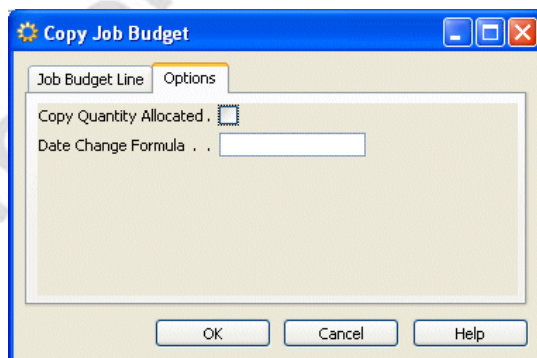 Copy Job Budget
Job Budget Line Options
Copy Quantity Allocated .
Date Change Formula . .
OK Cancel Help